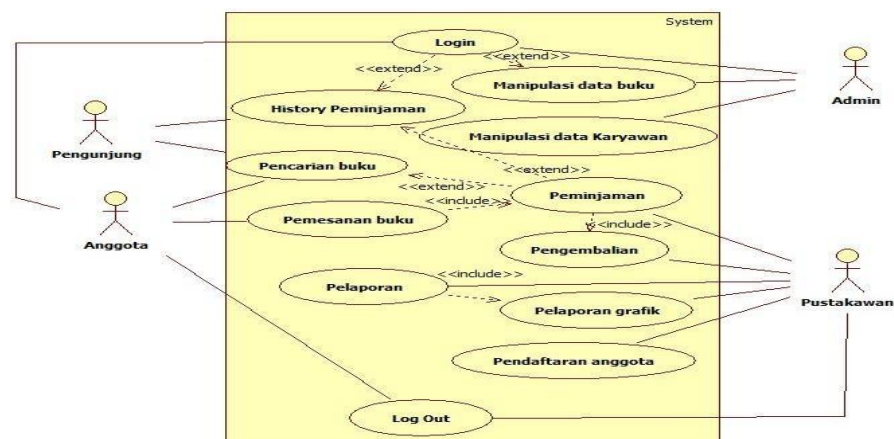 System
Login
<<extend>>
<<extend>>
Manipulasi data buku
Admin
History Peminjaman
Manipulasi data Karyawan
Pengunjung
Pencarian buku
<<extend>>
<<extend>>
Peminjaman
<<include>>
Pemesanan buku
<<include>>
Anggota
Pengembalian
<<include>>
Pelaporan
Pelaporan grafik
Pustakawan
Pendaftaran anggota
Log Out